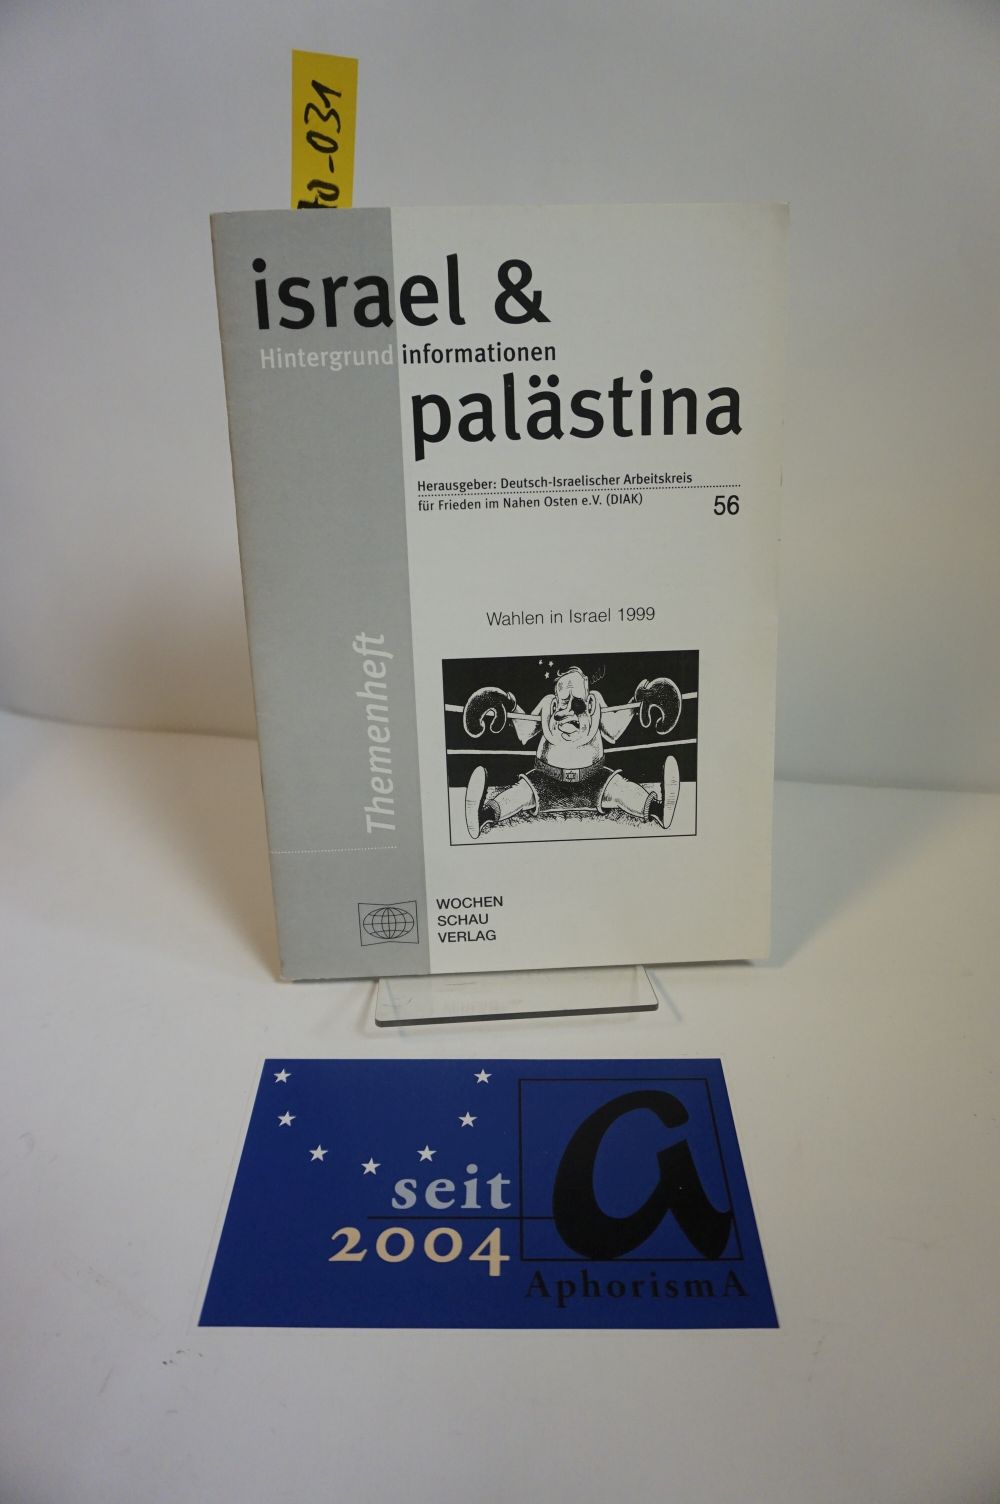 -031
israel &
Hintergrund informationen
palästina
Herausgeber: Deutsch-Israelischer Arbeitskreis
für Frieden im Nahen Osten e.V. (DIAK)
56
Wahlen in Israel 1999
Themenheft
WOCHEN
SCHAU
VERLAG
seit
2004
a
AphorismA